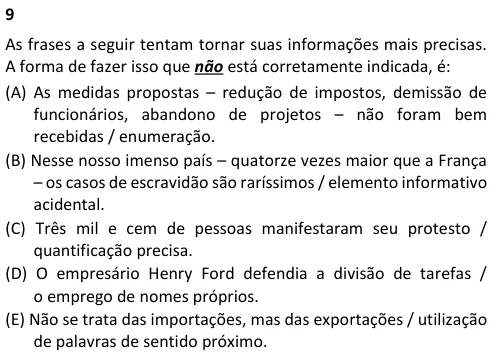 9
As frases a seguir tentam tornar suas informações mais precisas.
A forma de fazer isso que não está corretamente indicada, é:
(A) As medidas propostas – redução de impostos, demissão de
funcionários, abandono de projetos – não foram bem
recebidas / enumeração.
(B) Nesse nosso imenso país – quatorze vezes maior que a França
– os casos de escravidão são raríssimos / elemento informativo
acidental.
(C) Três mil e cem de pessoas manifestaram seu protesto /
quantificação precisa.
(D) O empresário Henry Ford defendia a divisão de tarefas /
o emprego de nomes próprios.
(E) Não se trata das importações, mas das exportações / utilização
de palavras de sentido próximo.